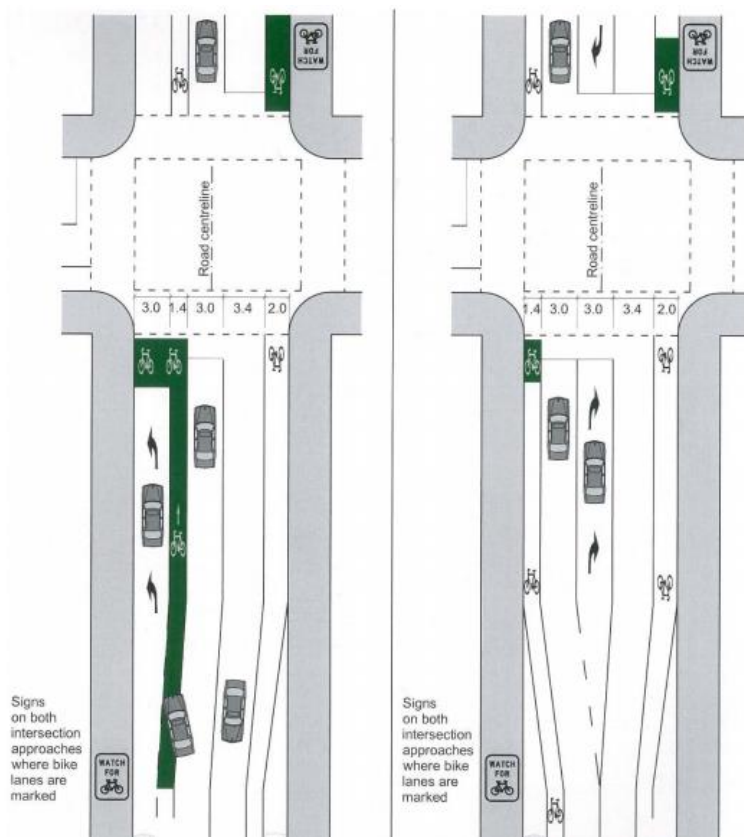 WATCH
FOR
WATCH
FOR
Road centreline
Road centreline
3.0 1.4 3.0 3.4 2.0
1.4 3.0 3.0 3.4 2.0
Signs
on both
intersection
approaches
where bike
lanes are
marked
WATCH
FOR
Signs
on both
intersection
approaches
where bike
lanes are
marked
WATCH
FOR